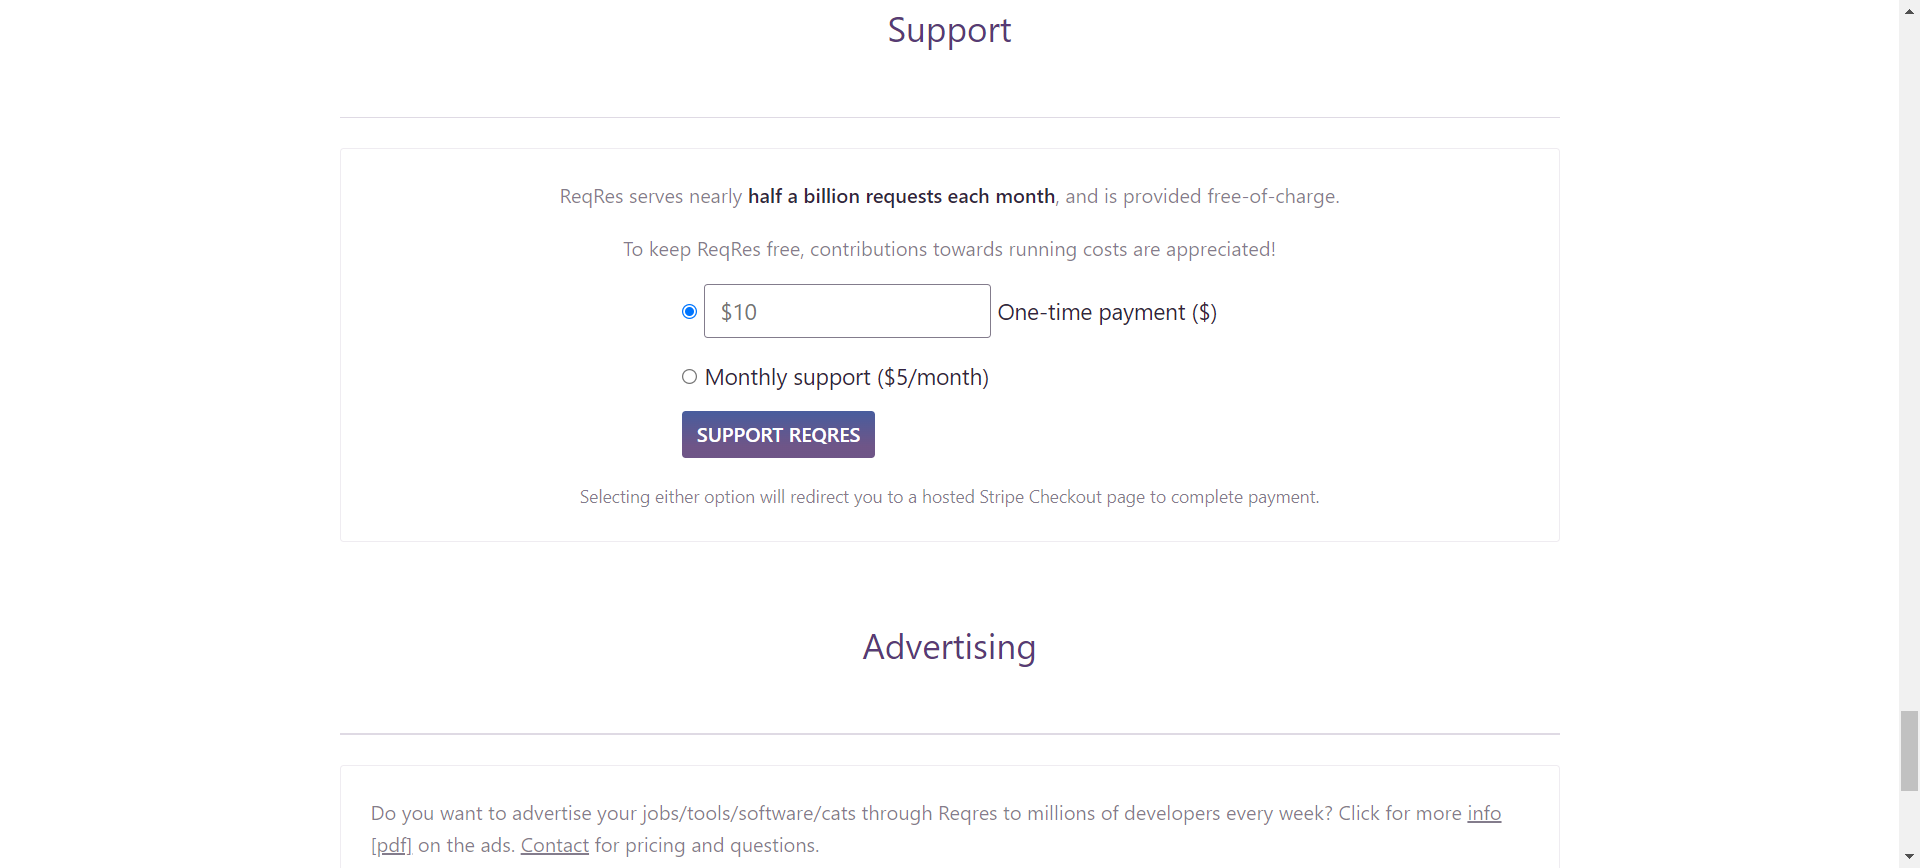 Support
ReqRes serves nearly half a billion requests each month, and is provided free-of-charge.
To keep ReqRes free, contributions towards running costs are appreciated!
$10 One-time payment ($)
Monthly support ($5/month)
SUPPORT REQRES
Selecting either option will redirect you to a hosted Stripe Checkout page to complete payment.
Advertising
Do you want to advertise your jobs/tools/software/cats through Reqres to millions of developers every week? Click for more info
[pdf] on the ads. Contact for pricing and questions.